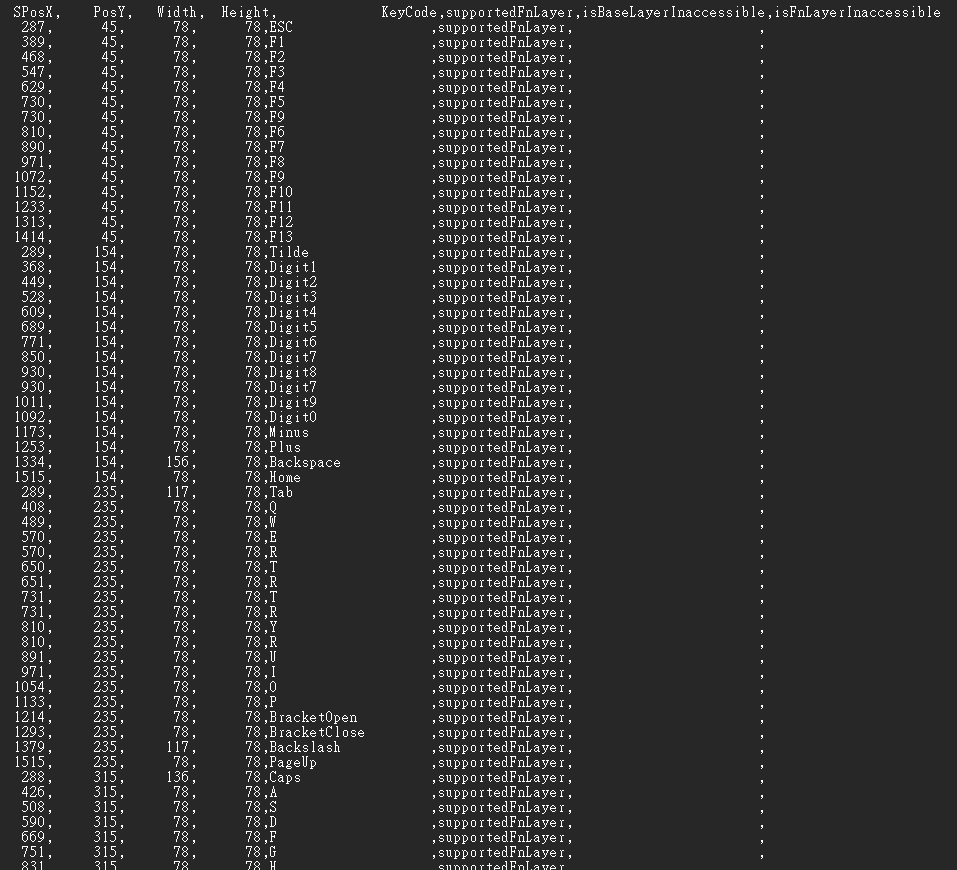 SPosX, PosY, Width, Height, KeyCode,supportedFnLayer,isBaseLayerInaccessible,isFnLayerInaccessible
287, 45, 78, 78,ESC ,supportedFnLayer, ,
389, 45, 78, 78,F1 ,supportedFnLayer, ,
468, 45, 78, 78,F2 ,supportedFnLayer, ,
547, 45, 78, 78,F3 ,supportedFnLayer, ,
629, 45, 78, 78,F4 ,supportedFnLayer, ,
730, 45, 78, 78,F5 ,supportedFnLayer, ,
730, 45, 78, 78,F9 ,supportedFnLayer, ,
810, 45, 78, 78,F6 ,supportedFnLayer, ,
890, 45, 78, 78,F7 ,supportedFnLayer, ,
971, 45, 78, 78,F8 ,supportedFnLayer, ,
1072, 45, 78, 78,F9 ,supportedFnLayer, ,
1152, 45, 78, 78,F10 ,supportedFnLayer, ,
1233, 45, 78, 78,F11 ,supportedFnLayer, ,
1313, 45, 78, 78,F12 ,supportedFnLayer, ,
1414, 45, 78, 78,F13 ,supportedFnLayer, ,
289, 154, 78, 78,Tilde ,supportedFnLayer, ,
368, 154, 78, 78,Digit1 ,supportedFnLayer, ,
449, 154, 78, 78,Digit2 ,supportedFnLayer, ,
528, 154, 78, 78,Digit3 ,supportedFnLayer, ,
609, 154, 78, 78,Digit4 ,supportedFnLayer, ,
689, 154, 78, 78,Digit5 ,supportedFnLayer, ,
771, 154, 78, 78,Digit6 ,supportedFnLayer, ,
850, 154, 78, 78,Digit7 ,supportedFnLayer, ,
930, 154, 78, 78,Digit8 ,supportedFnLayer, ,
930, 154, 78, 78,Digit7 ,supportedFnLayer, ,
1011, 154, 78, 78,Digit9 ,supportedFnLayer, ,
1092, 154, 78, 78,Digit0 ,supportedFnLayer, ,
1173, 154, 78, 78,Minus ,supportedFnLayer, ,
1253, 154, 78, 78,Plus ,supportedFnLayer, ,
1334, 154, 156, 78,Backspace ,supportedFnLayer, ,
1515, 154, 78, 78,Home ,supportedFnLayer, ,
289, 235, 117, 78,Tab ,supportedFnLayer, ,
408, 235, 78, 78,Q ,supportedFnLayer, ,
489, 235, 78, 78,W ,supportedFnLayer, ,
570, 235, 78, 78,E ,supportedFnLayer, ,
570, 235, 78, 78,R ,supportedFnLayer, ,
650, 235, 78, 78,T ,supportedFnLayer, ,
651, 235, 78, 78,R ,supportedFnLayer, ,
731, 235, 78, 78,T ,supportedFnLayer, ,
731, 235, 78, 78,R ,supportedFnLayer, ,
810, 235, 78, 78,Y ,supportedFnLayer, ,
810, 235, 78, 78,R ,supportedFnLayer, ,
891, 235, 78, 78,U ,supportedFnLayer, ,
971, 235, 78, 78,I ,supportedFnLayer, ,
1054, 235, 78, 78,O ,supportedFnLayer, ,
1133, 235, 78, 78,P ,supportedFnLayer, ,
1214, 235, 78, 78,BracketOpen ,supportedFnLayer, ,
1293, 235, 78, 78,BracketClose ,supportedFnLayer, ,
1379, 235, 117, 78,Backslash ,supportedFnLayer, ,
1515, 235, 78, 78,PageUp ,supportedFnLayer, ,
288, 315, 136, 78,Caps ,supportedFnLayer, ,
426, 315, 78, 78,A ,supportedFnLayer, ,
508, 315, 78, 78,S ,supportedFnLayer, ,
590, 315, 78, 78,D ,supportedFnLayer, ,
669, 315, 78, 78,F ,supportedFnLayer, ,
751, 315, 78, 78,G ,supportedFnLayer, ,
831, 315, 78, 78,H ,supportedFnLayer, ,